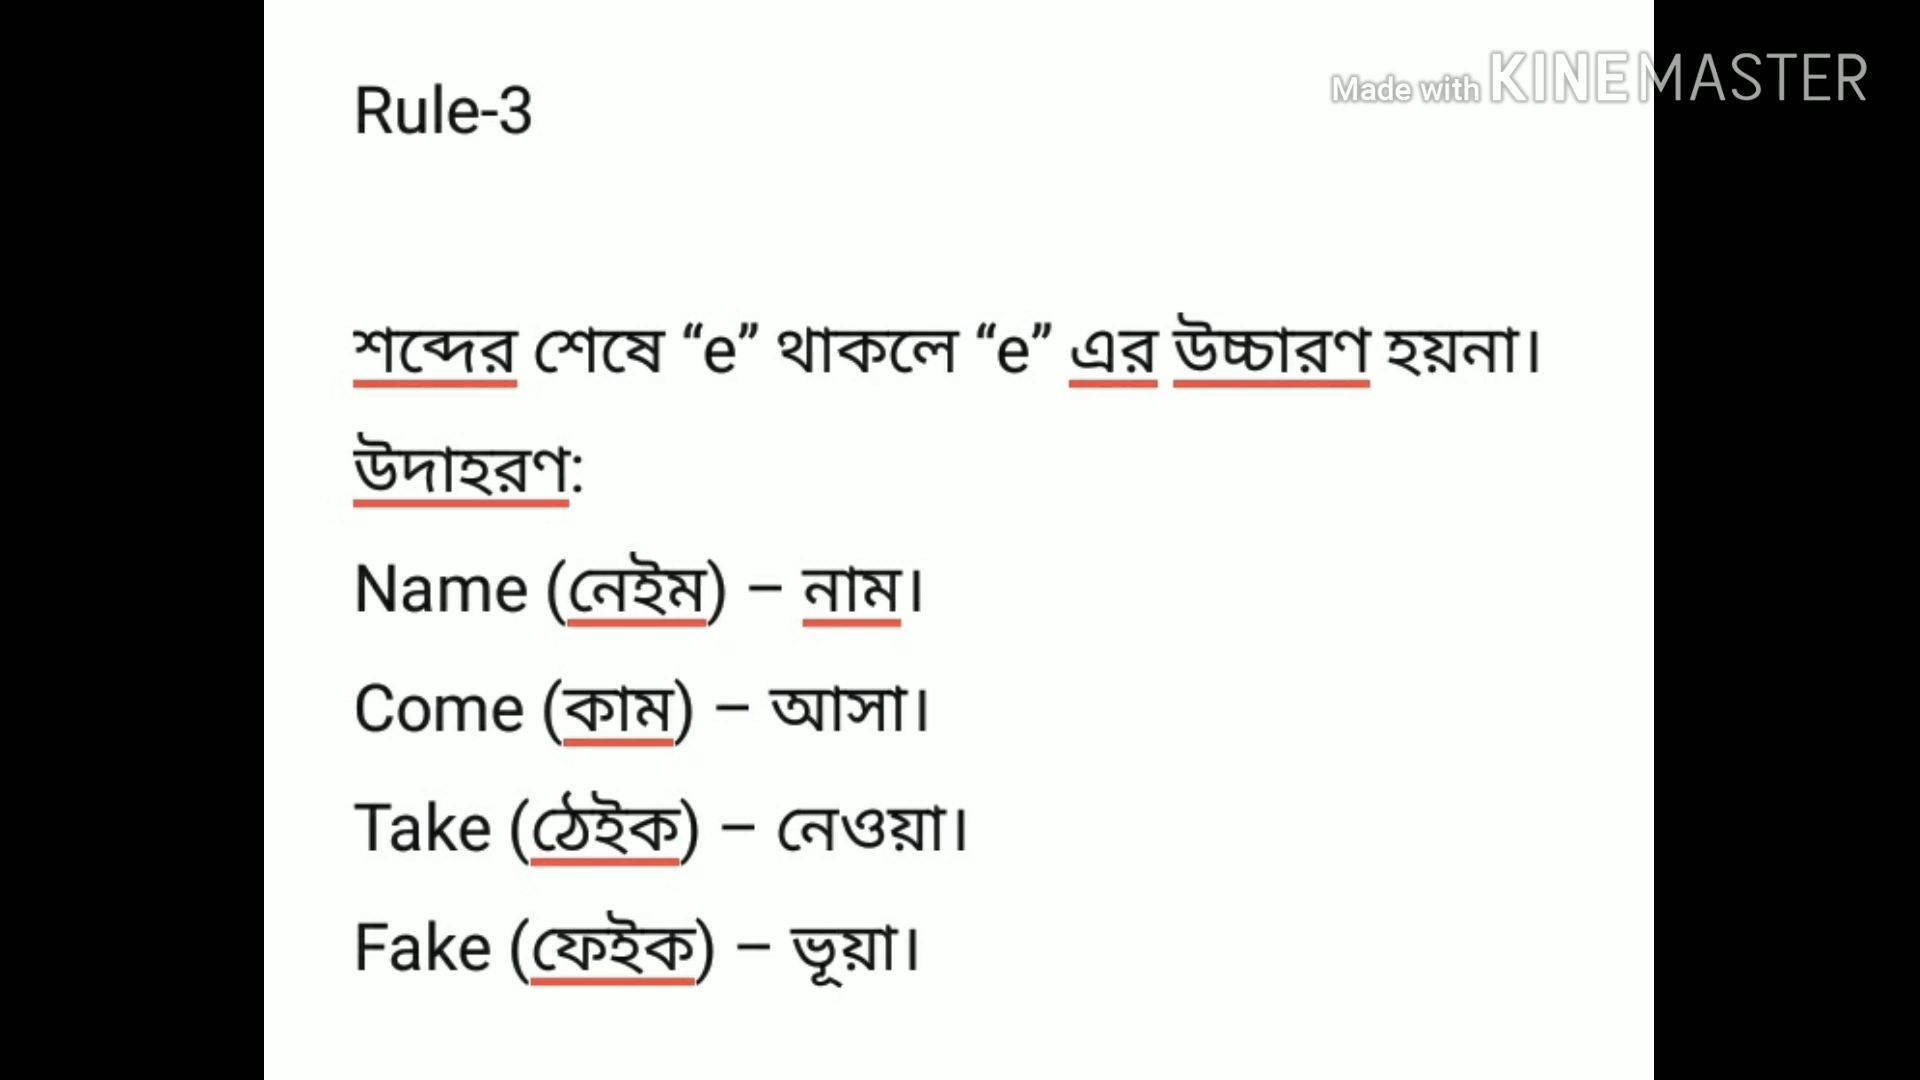 Made with KINEMASTER
Rule-3
শব্দের শেষে “e” থাকলে “e” এর উচ্চারণ হয়না।
উদাহরণ:
Name (নেইম) – নাম।
Come (কাম) – আসা।
Take (ঠেইক) – নেওয়া।
Fake (ফেইক) – ভূয়া।